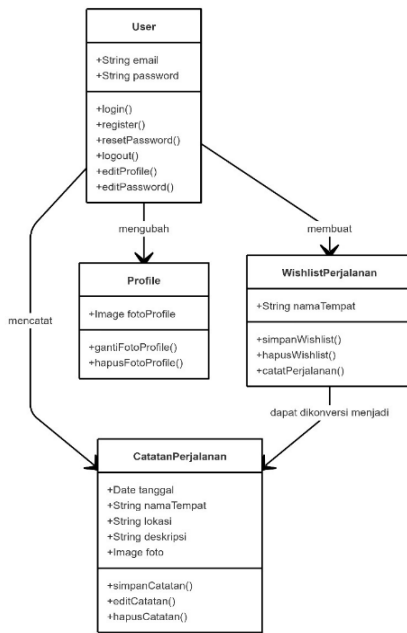 User
+String email
+String password
+login()
+register()
+resetPassword()
+logout()
+editProfile()
+editPassword()
mengubah
membuat
Profile
+Image fotoProfile
+gantiFotoProfile()
+hapusFotoProfile()
WishlistPerjalanan
+String namaTempat
+simpanWishlist()
+hapusWishlist()
+catatPerjalanan()
mencatat
dapat dikonversi menjadi
CatatanPerjalanan
+Date tanggal
+String namaTempat
+String lokasi
+String deskripsi
+Image foto
+simpanCatatan()
+editCatatan()
+hapusCatatan()